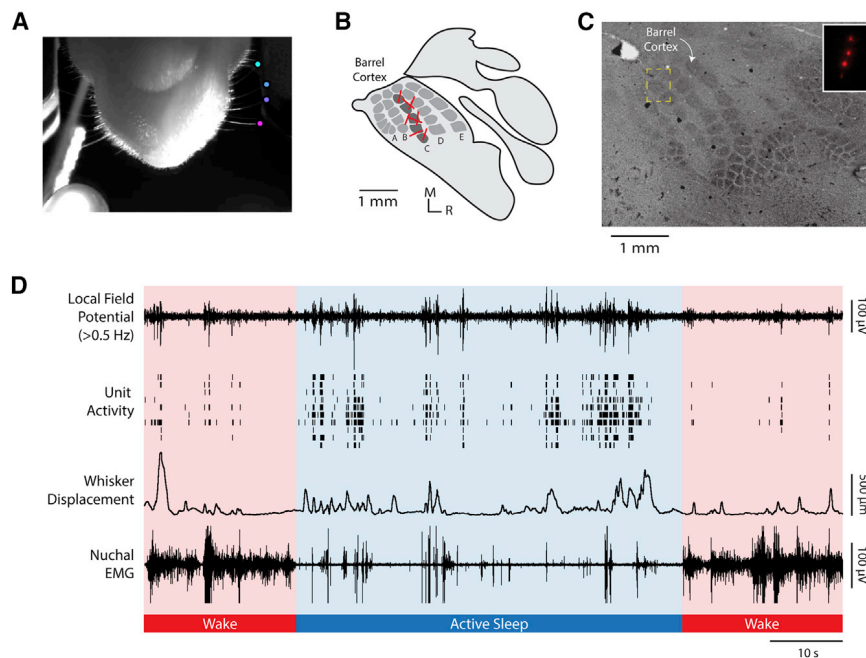 A
B
Barrel
Cortex
A B C D E
1 mm
M
R
C
Barrel
Cortex
1 mm
D
Local Field
Potential
(>0.5 Hz)
100 µV
Unit
Activity
Whisker
Displacement
500 µm
Nuchal
EMG
100 µV
Wake
Active Sleep
Wake
10 s